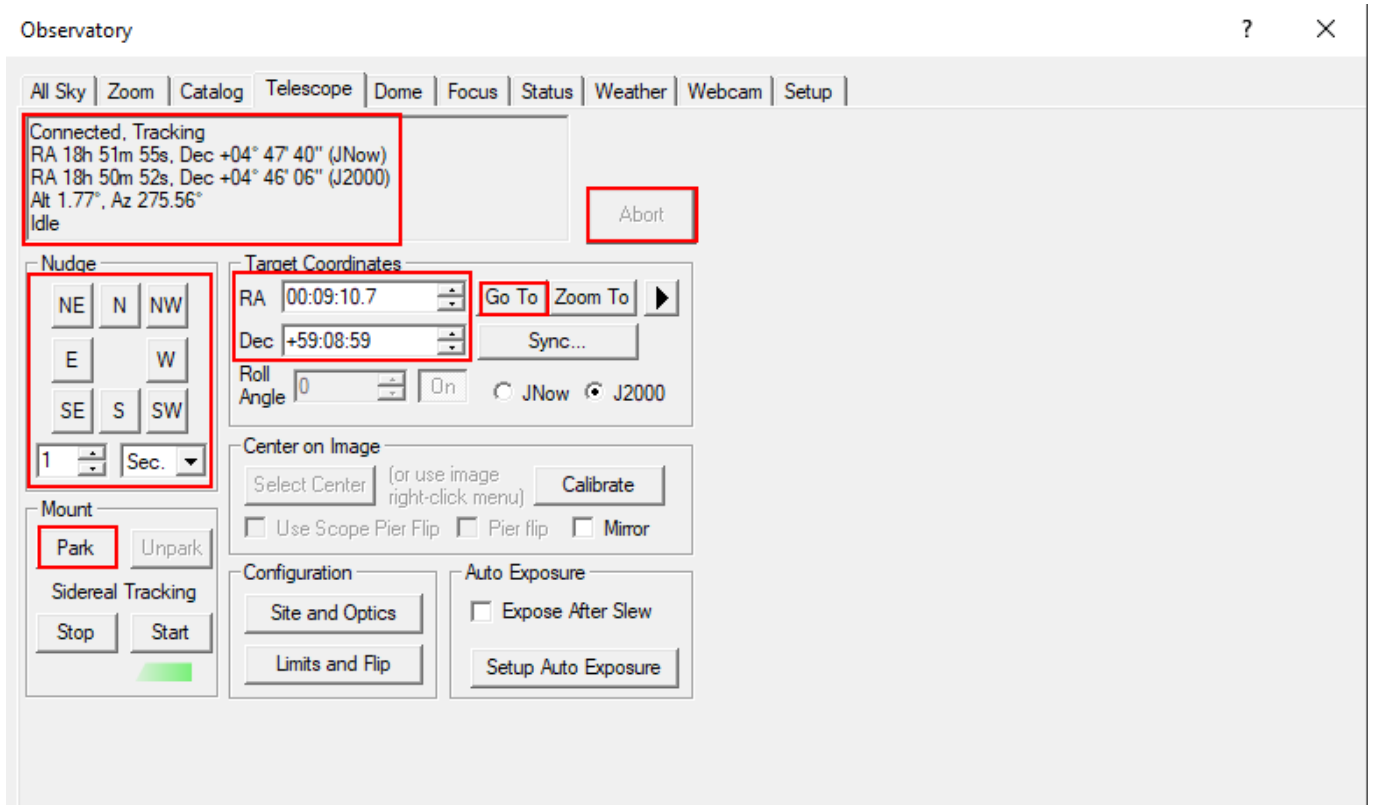 Observatory
?
All Sky Zoom Catalog Telescope Dome Focus Status Weather Webcam Setup
Connected, Tracking
RA 18h 51m 55s, Dec +04° 47' 40" (JNow)
RA 18h 50m 52s, Dec +04° 46' 06" (J2000)
Alt 1.77°, Az 275.56°
Idle
Abort
Nudge
NE N NW
E W
SE S SW
1 Sec.
Target Coordinates
RA 00:09:10.7 Go To Zoom To
Dec +59:08:59 Sync...
Roll
Angle 0 On JNow J2000
Center on Image
Select Center (or use image
right-click menu) Calibrate
Use Scope Pier Flip Pier flip Mirror
Mount
Park Unpark
Sidereal Tracking
Stop Start
Configuration
Site and Optics
Limits and Flip
Auto Exposure
Expose After Slew
Setup Auto Exposure